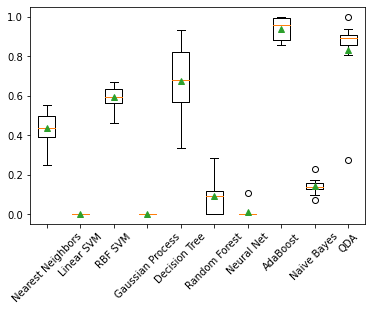 1.0
0.8
0.6
0.4
0.2
0.0
Nearest Neighbors
Linear SVM
RBF SVM
Gaussian Process
Decision Tree
Random Forest
Neural Net
AdaBoost
Naive Bayes
QDA